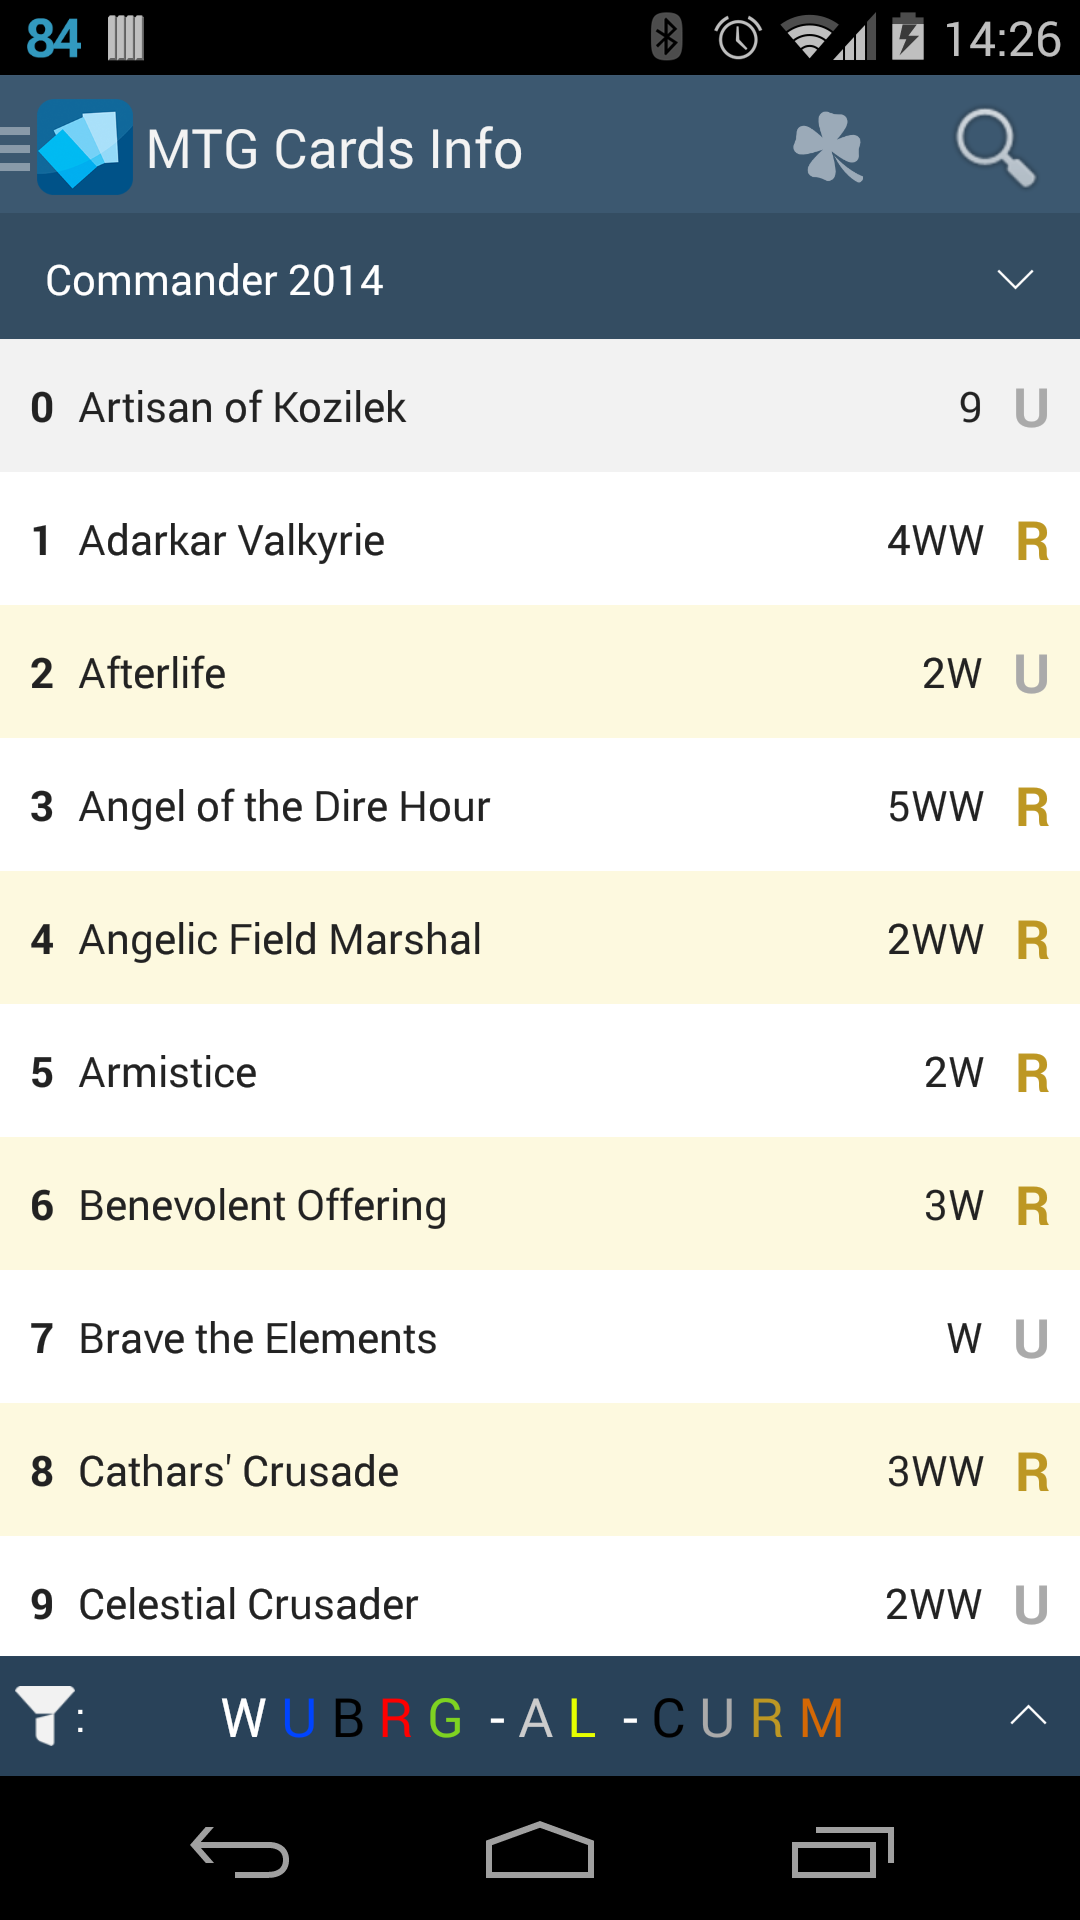 84 14:26
MTG Cards Info
Commander 2014
0 Artisan of Kozilek 9 U
1 Adarkar Valkyrie 4WW R
2 Afterlife 2W U
3 Angel of the Dire Hour 5WW R
4 Angelic Field Marshal 2WW R
5 Armistice 2W R
6 Benevolent Offering 3W R
7 Brave the Elements W U
8 Cathars' Crusade 3WW R
9 Celestial Crusader 2WW U
: W U B R G - A L - C U R M